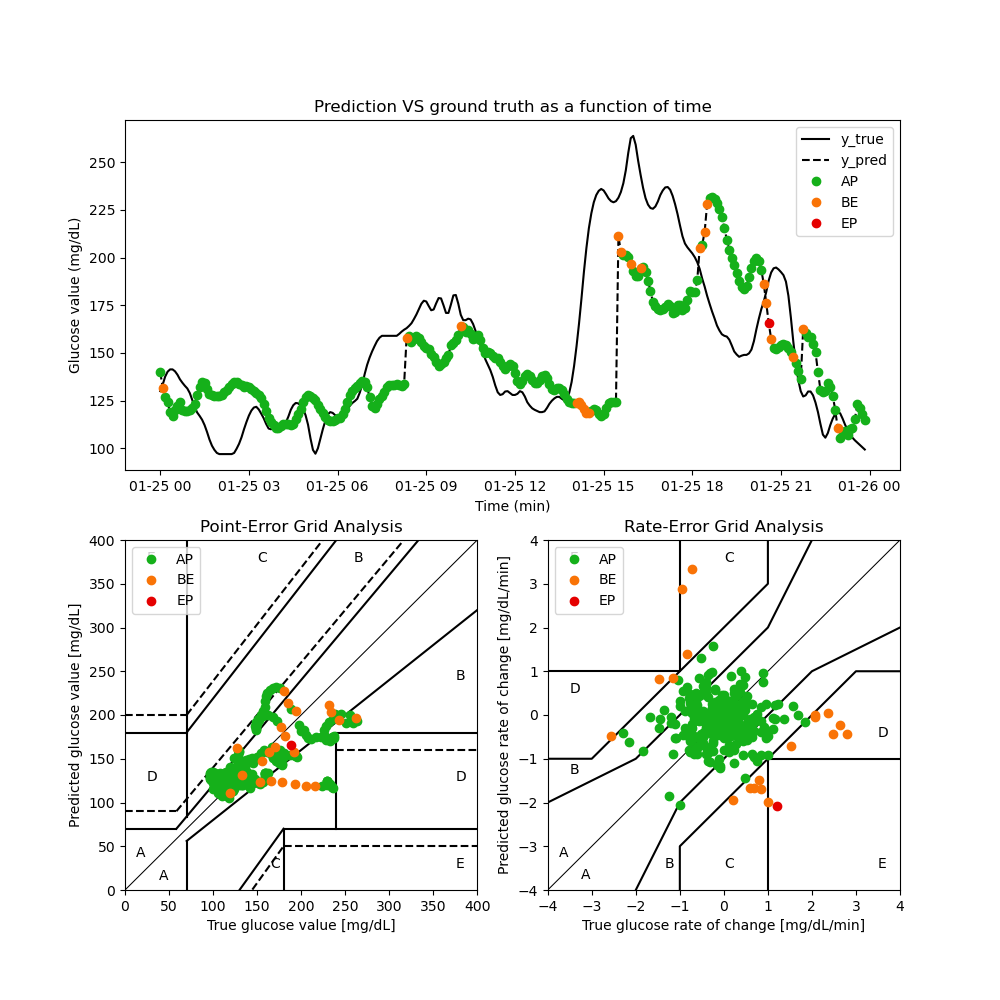 Prediction VS ground truth as a function of time
Glucose value (mg/dL)
250
225
200
175
150
125
100
y_true
y_pred
AP
BE
EP
01-25 00 01-25 03 01-25 06 01-25 09 01-25 12 01-25 15 01-25 18 01-25 21 01-26 00
Time (min)
Point-Error Grid Analysis
Predicted glucose value [mg/dL]
400
350
300
250
200
150
100
50
0
AP
BE
EP
C
B
B
D
D
A
A
C
E
0 50 100 150 200 250 300 350 400
True glucose value [mg/dL]
Rate-Error Grid Analysis
Predicted glucose rate of change [mg/dL/min]
4
3
2
1
0
−1
−2
−3
−4
AP
BE
EP
C
D
D
B
A
A
B
C
E
−4 −3 −2 −1 0 1 2 3 4
True glucose rate of change [mg/dL/min]